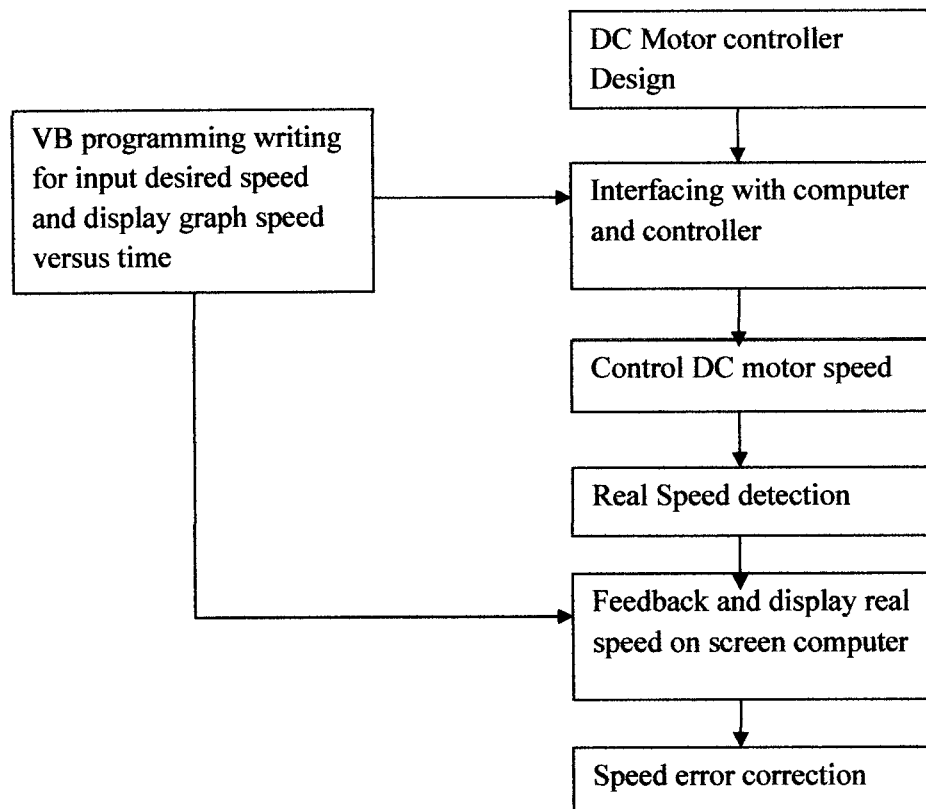 DC Motor controller
Design
VB programming writing
for input desired speed
and display graph speed
versus time
Interfacing with computer
and controller
Control DC motor speed
Real Speed detection
Feedback and display real
speed on screen computer
Speed error correction